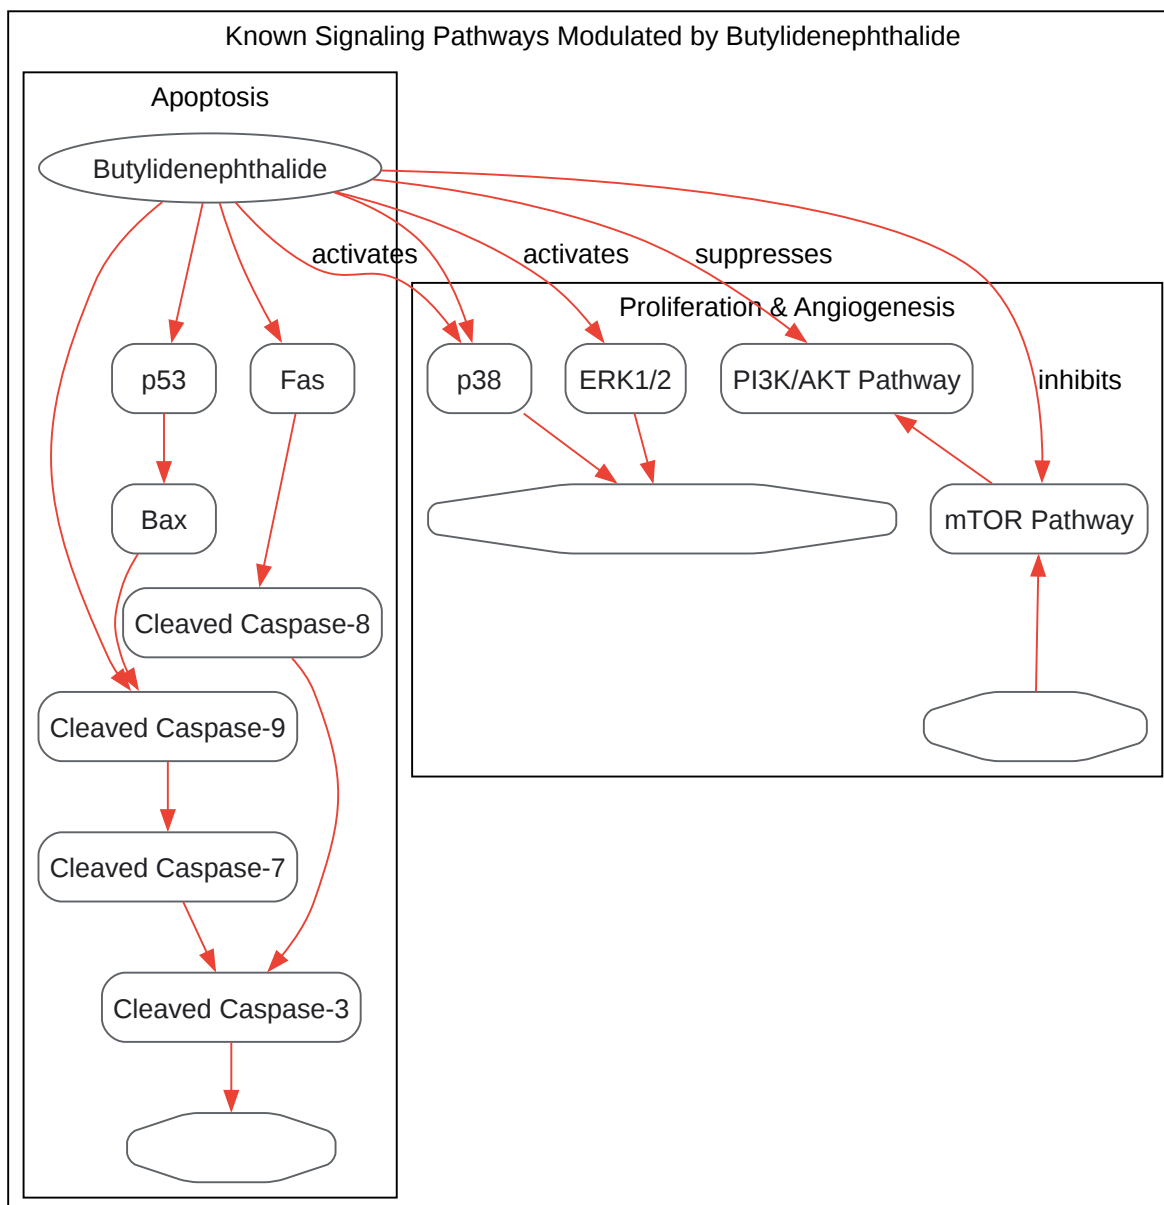 Known Signaling Pathways Modulated by Butylidenephthalide
Apoptosis
Butylidenephthalide
activates
activates
suppresses
Proliferation & Angiogenesis
p53
Fas
p38
ERK1/2
PI3K/AKT Pathway
inhibits
Bax
mTOR Pathway
Cleaved Caspase-8
Cleaved Caspase-9
Cleaved Caspase-7
Cleaved Caspase-3